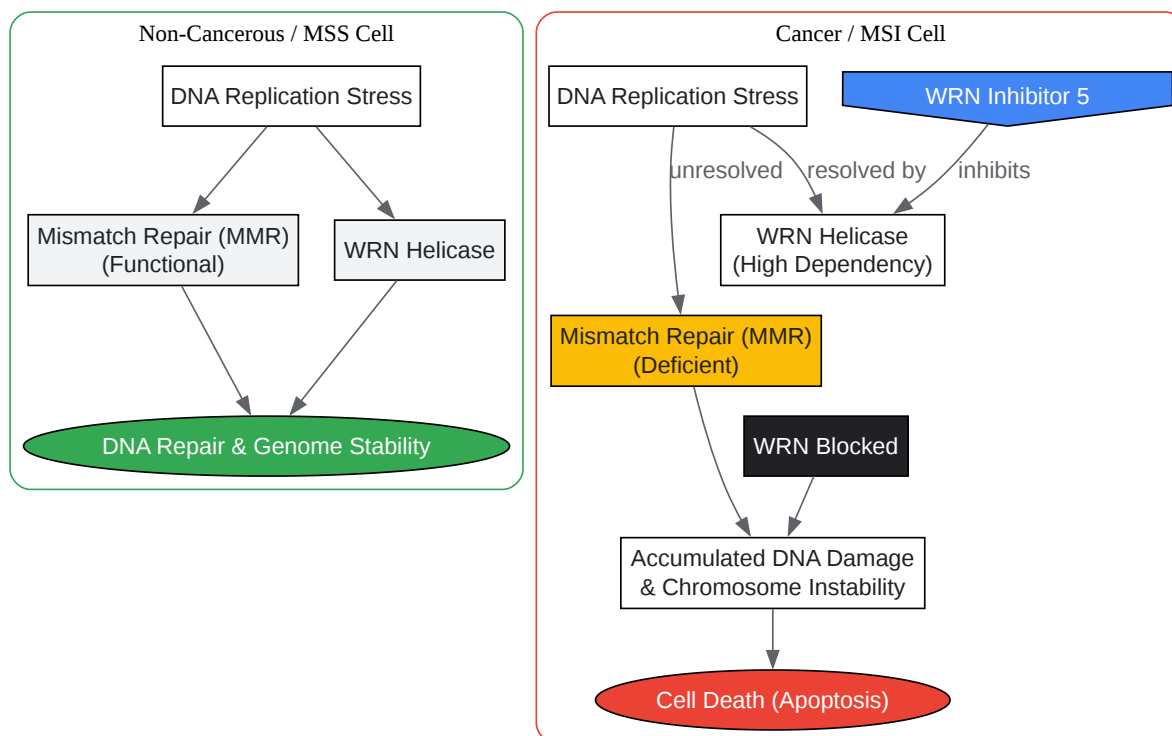 Non-Cancerous / MSS Cell
DNA Replication Stress
Mismatch Repair (MMR)
(Functional)
WRN Helicase
DNA Repair & Genome Stability
Cancer / MSI Cell
DNA Replication Stress
WRN Inhibitor 5
unresolved
resolved by
inhibits
WRN Helicase
(High Dependency)
Mismatch Repair (MMR)
(Deficient)
WRN Blocked
Accumulated DNA Damage
& Chromosome Instability
Cell Death (Apoptosis)